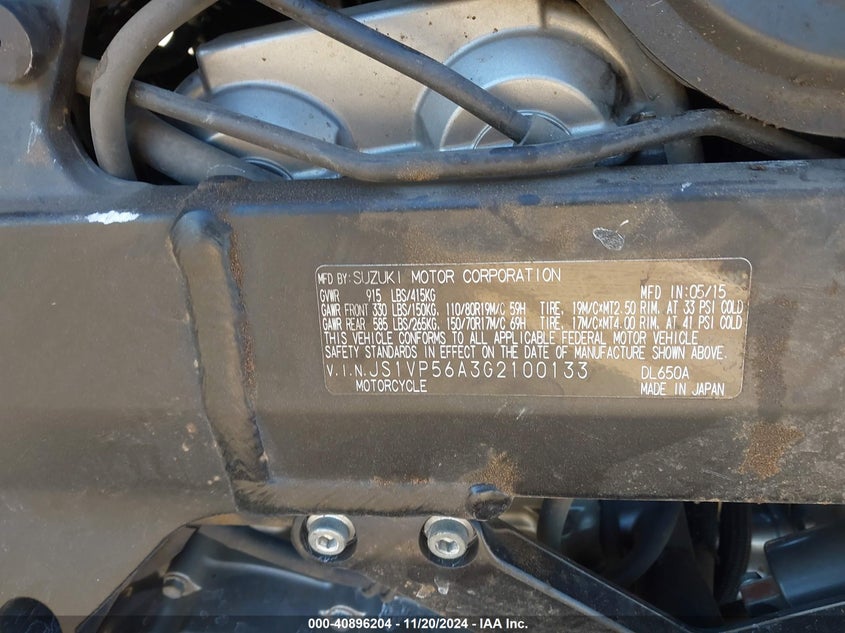 MFD BY: SUZUKI MOTOR CORPORATION MFD IN: 05/15
GVWR 915 LBS/415KG
GAWR FRONT 330 LBS/150KG, 110/80R19M/C 59H TIRE, 19M/C×MT2.50 RIM, AT 33 PSI COLD
GAWR REAR 585 LBS/265KG, 150/70R17M/C 69H TIRE, 17M/C×MT4.00 RIM, AT 41 PSI COLD
THIS VEHICLE CONFORMS TO ALL APPLICABLE FEDERAL MOTOR VEHICLE
SAFETY STANDARDS IN EFFECT ON THE DATE OF MANUFACTURE SHOWN ABOVE.
V.I.N. JS1VP56A3G2100133 DL650A
MOTORCYCLE MADE IN JAPAN
000-40896204 - 11/20/2024 - IAA Inc.